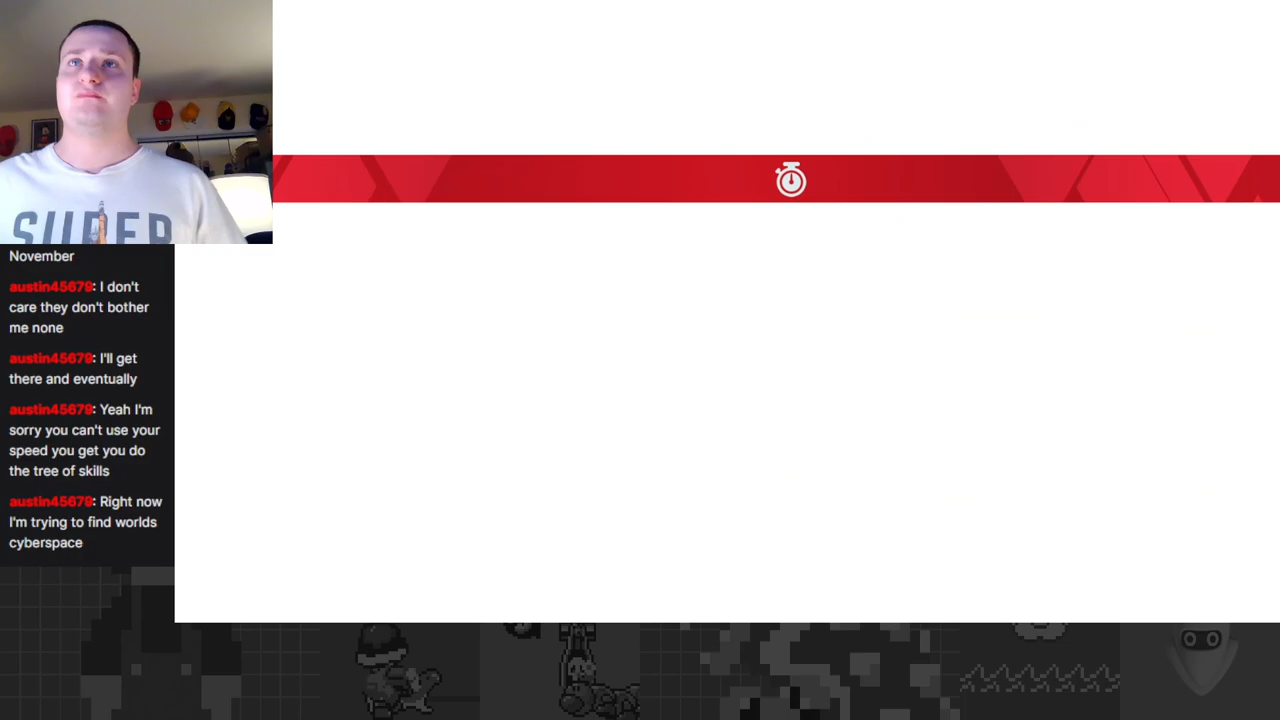 SUPER
November
austin45679: I don't
care they don't bother
me none
austin45679: I'll get
there and eventually
austin45679: Yeah I'm
sorry you can't use your
speed you get you do
the tree of skills
austin45679: Right now
I'm trying to find worlds
cyberspace